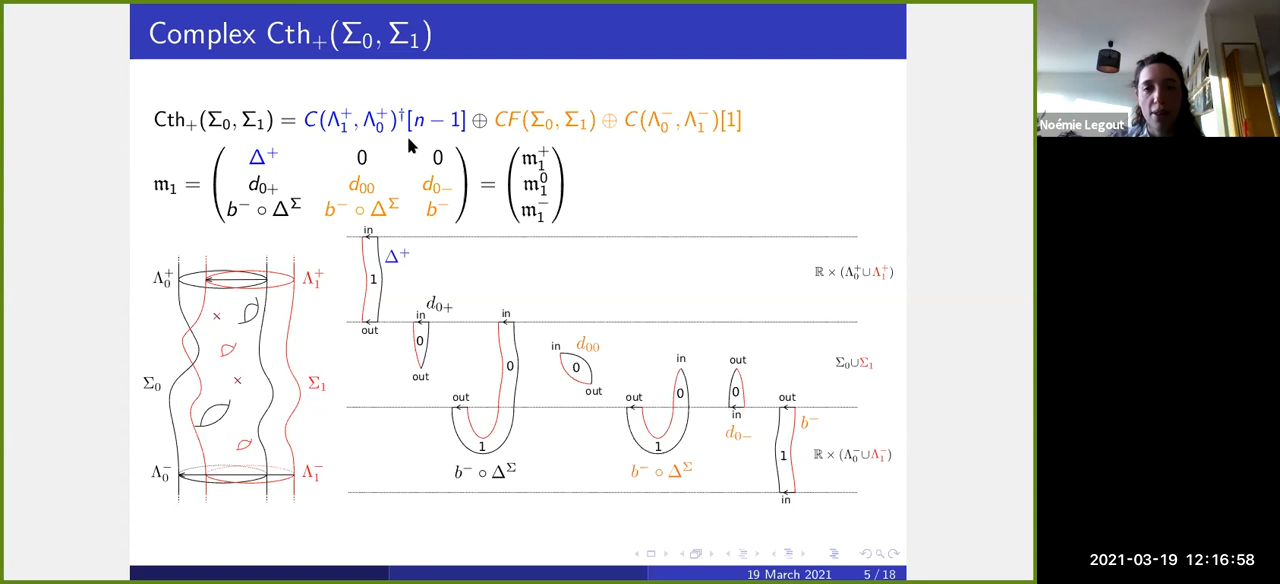 Complex Cth₊(Σ₀, Σ₁)
Cth₊(Σ₀, Σ₁) = C(Λ₁⁺, Λ₀⁺)†[n − 1] ⊕ CF(Σ₀, Σ₁) ⊕ C(Λ₀⁻, Λ₁⁻)[1]
Δ⁺ 0 0 m₁⁺
m₁ = d₀₊ d₀₀ d₀₋ = m₁⁰
b⁻ ∘ Δ^Σ b⁻ ∘ Δ^Σ b⁻ m₁⁻
in
Δ⁺
Λ₀⁺ Λ₁⁺ 1 ℝ × (Λ₀⁺∪Λ₁⁺)
out
d₀₊
in in
0
out
0
in d₀₀
0
out
in out
Σ₀ Σ₁ 0 0 Σ₀∪Σ₁
out out in out
d₀₋
b⁻
1 1
1 ℝ × (Λ₀⁻∪Λ₁⁻)
Λ₀⁻ Λ₁⁻ b⁻ ∘ Δ^Σ b⁻ ∘ Δ^Σ
in
19 March 2021 5 / 18
Noémie Legout
2021-03-19 12:16:58